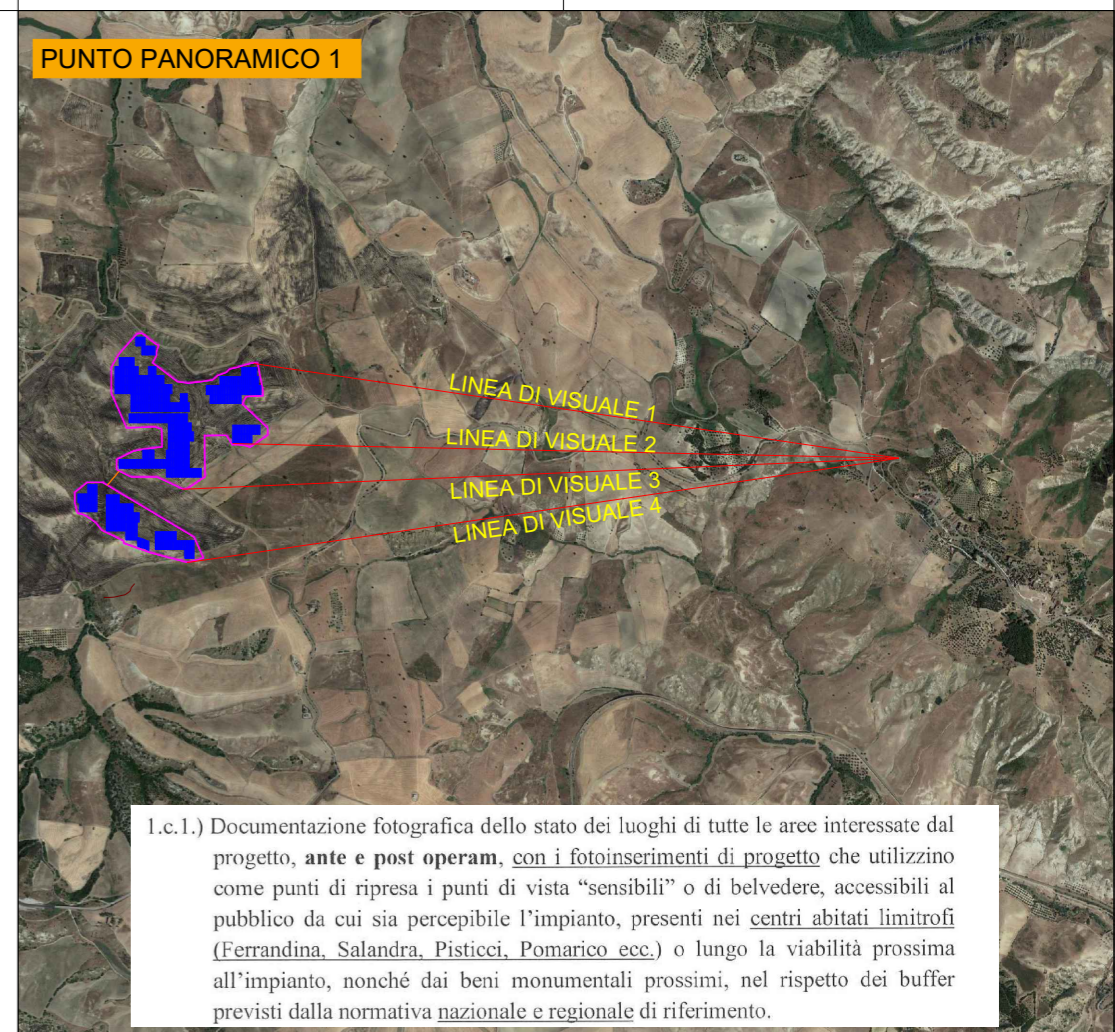 PUNTO PANORAMICO 1
LINEA DI VISUALE 1
LINEA DI VISUALE 2
LINEA DI VISUALE 3
LINEA DI VISUALE 4
1.c.1.) Documentazione fotografica dello stato dei luoghi di tutte le aree interessate dal
progetto, ante e post operam, con i fotoinserimenti di progetto che utilizzino
come punti di ripresa i punti di vista “sensibili” o di belvedere, accessibili al
pubblico da cui sia percepibile l’impianto, presenti nei centri abitati limitrofi
(Ferrandina, Salandra, Pisticci, Pomarico ecc.) o lungo la viabilità prossima
all’impianto, nonché dai beni monumentali prossimi, nel rispetto dei buffer
previsti dalla normativa nazionale e regionale di riferimento.